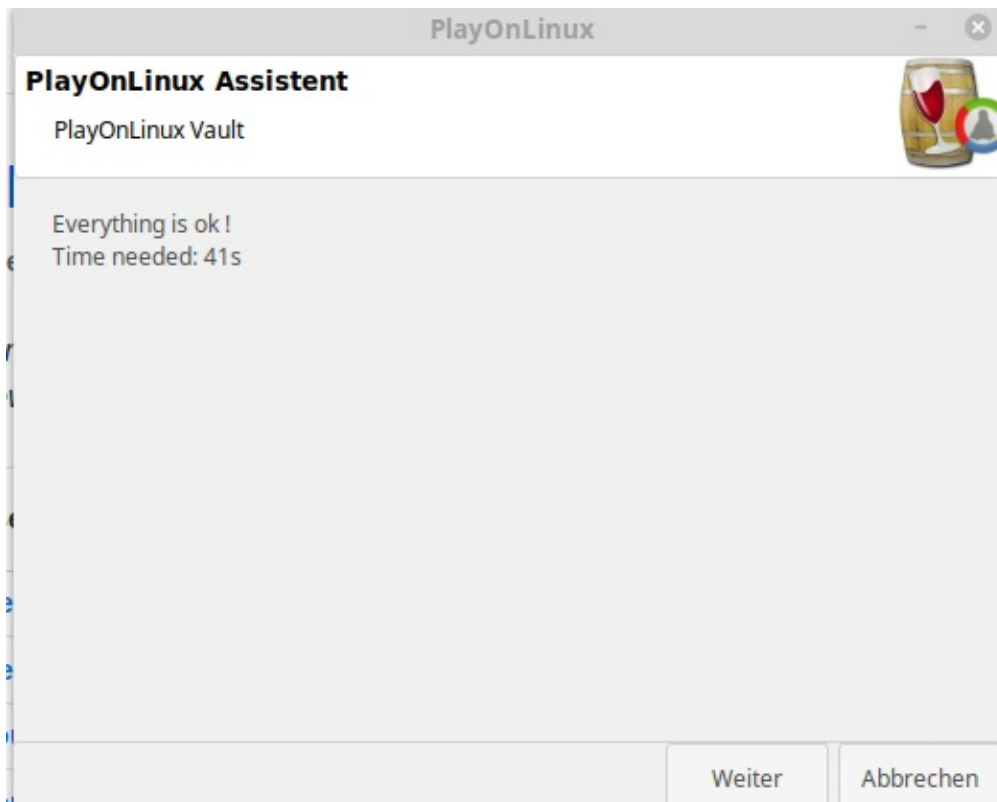 PlayOnLinux
PlayOnLinux Assistent
PlayOnLinux Vault
Everything is ok !
Time needed: 41s
Weiter
Abbrechen